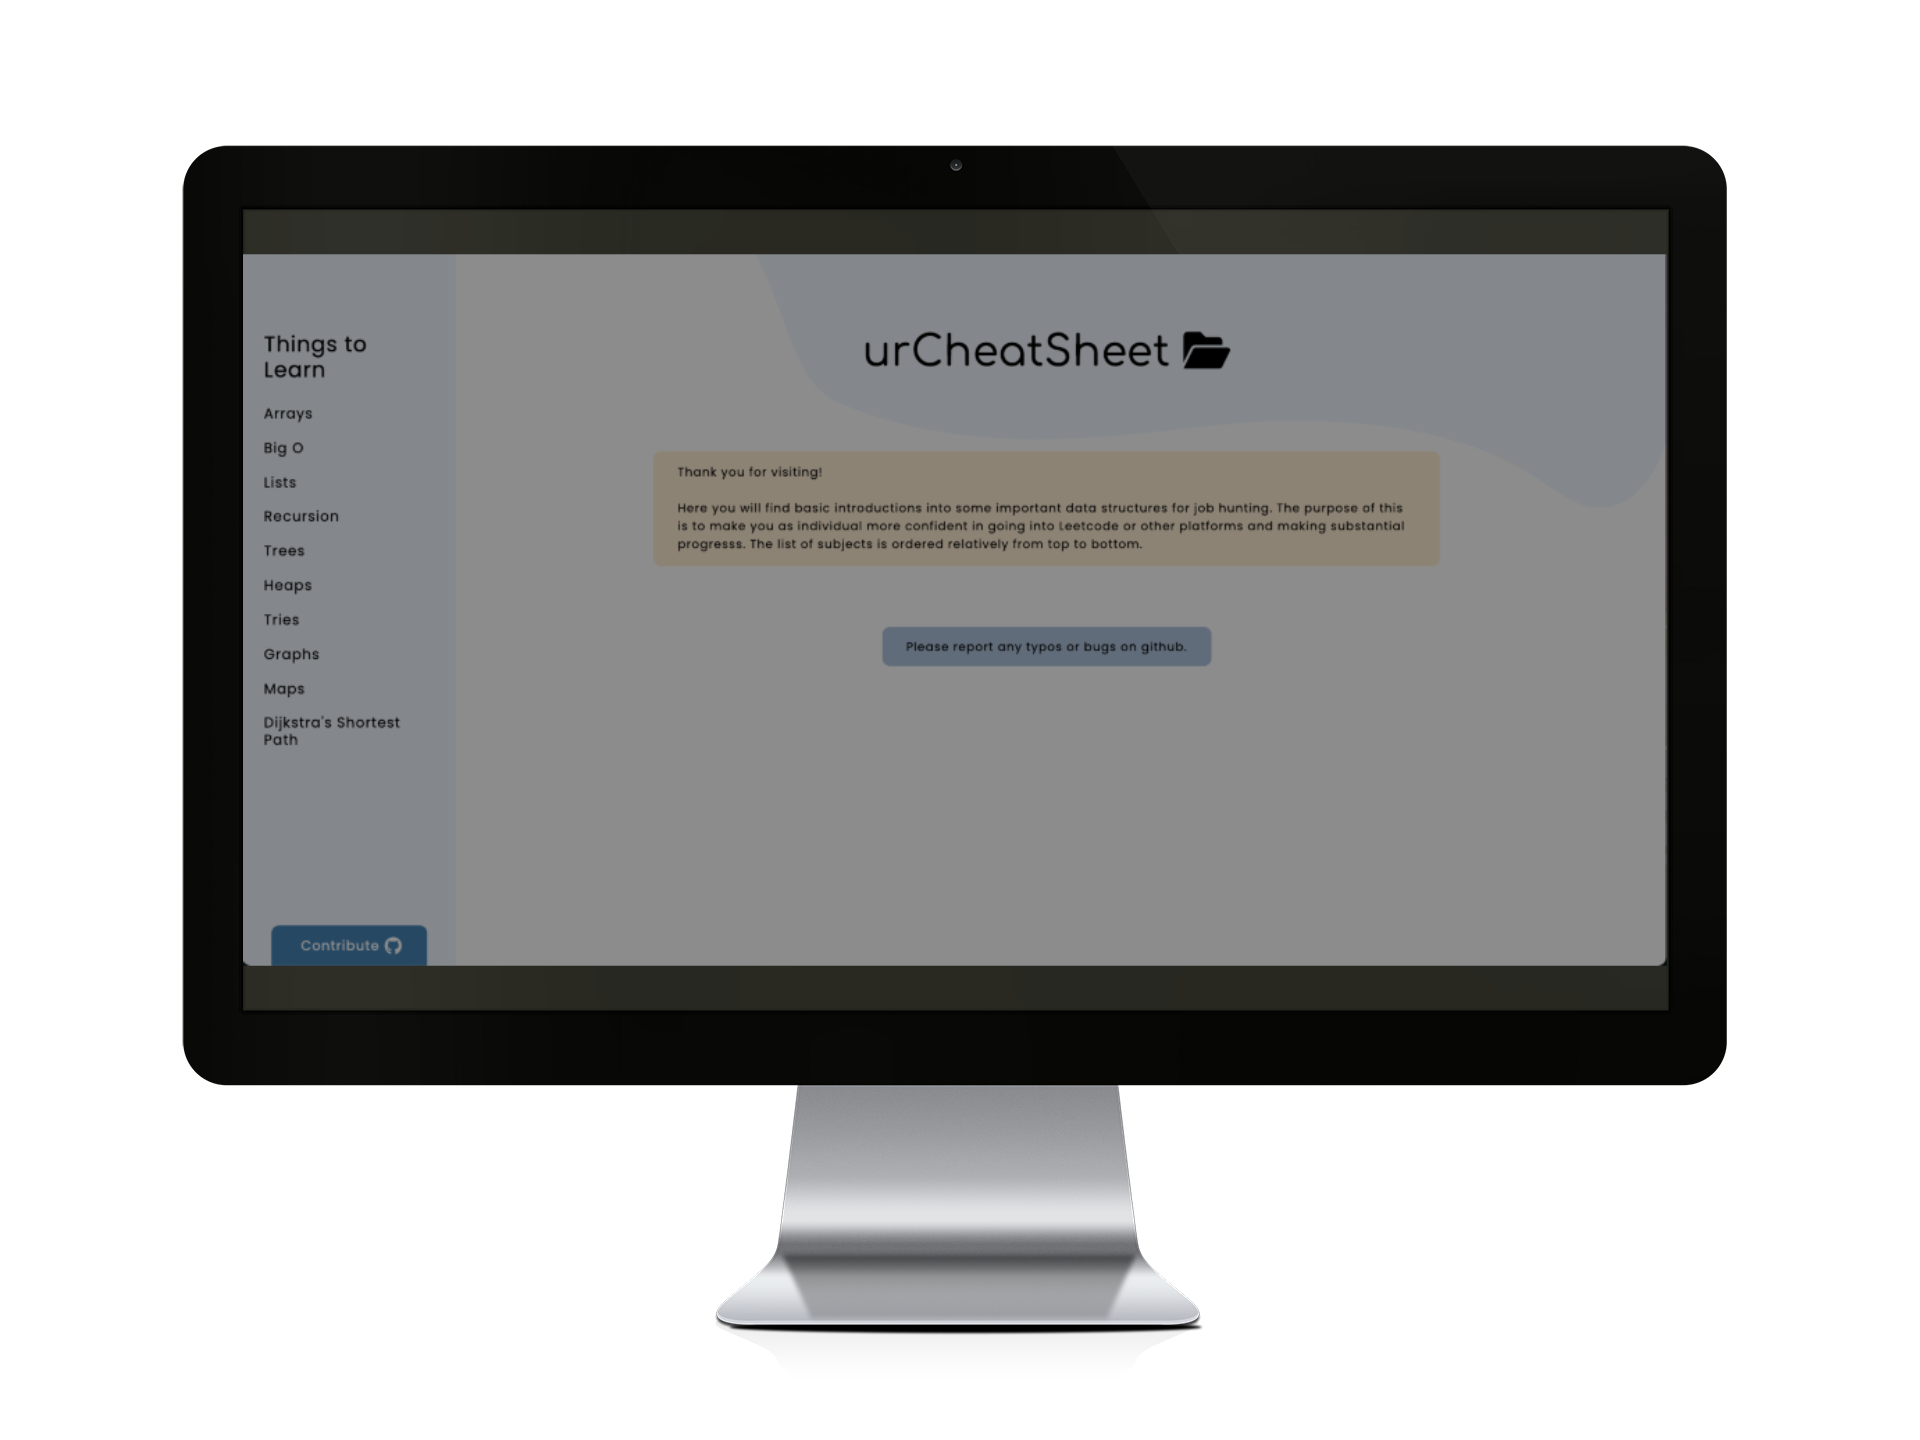 Things to
Learn
Arrays
Big O
Lists
Recursion
Trees
Heaps
Tries
Graphs
Maps
Dijkstra's Shortest
Path
Contribute
urCheatSheet
Thank you for visiting!
Here you will find basic introductions into some important data structures for job hunting. The purpose of this
is to make you as individual more confident in going into Leetcode or other platforms and making substantial
progresss. The list of subjects is ordered relatively from top to bottom.
Please report any typos or bugs on github.